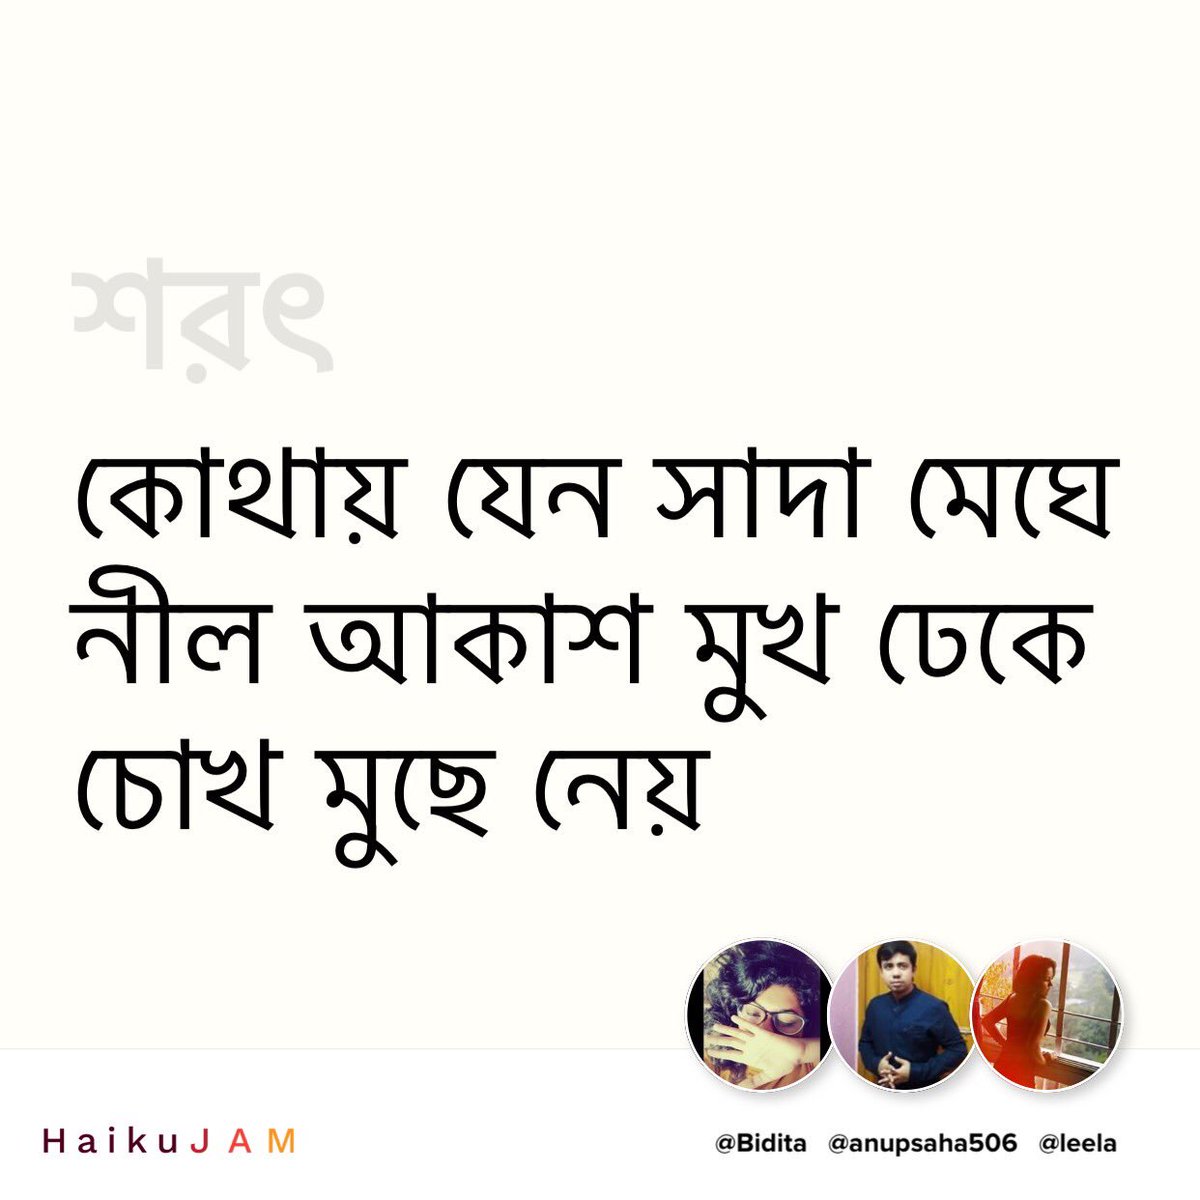 শরৎ
কোথায় যেন সাদা মেঘে
নীল আকাশ মুখ ঢেকে
চোখ মুছে নেয়
HaikuJAM
@Bidita @anupsaha506 @leela